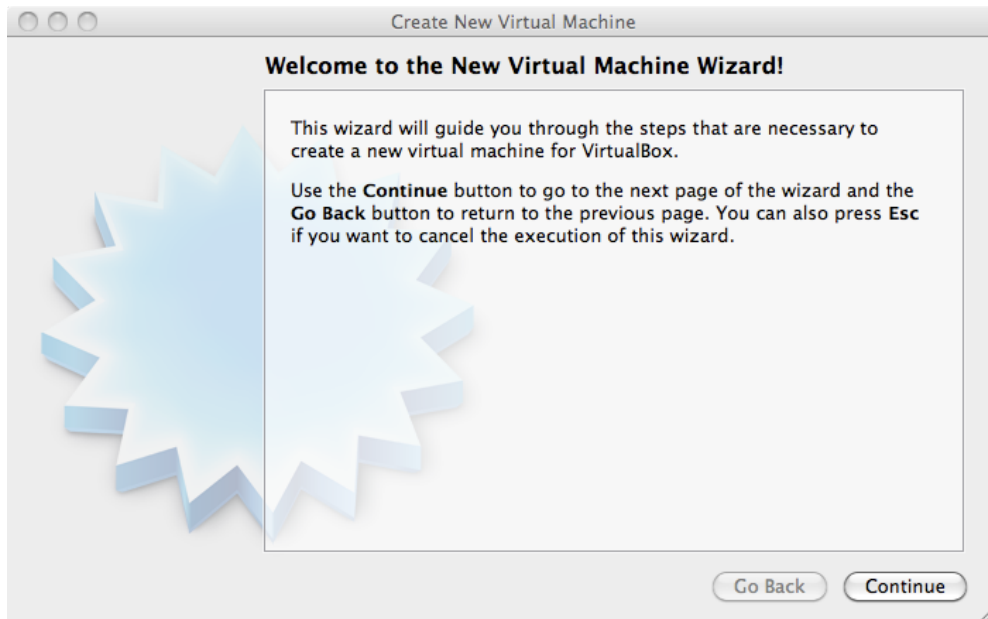 Create New Virtual Machine
Welcome to the New Virtual Machine Wizard!
This wizard will guide you through the steps that are necessary to
create a new virtual machine for VirtualBox.
Use the Continue button to go to the next page of the wizard and the
Go Back button to return to the previous page. You can also press Esc
if you want to cancel the execution of this wizard.
Go Back
Continue